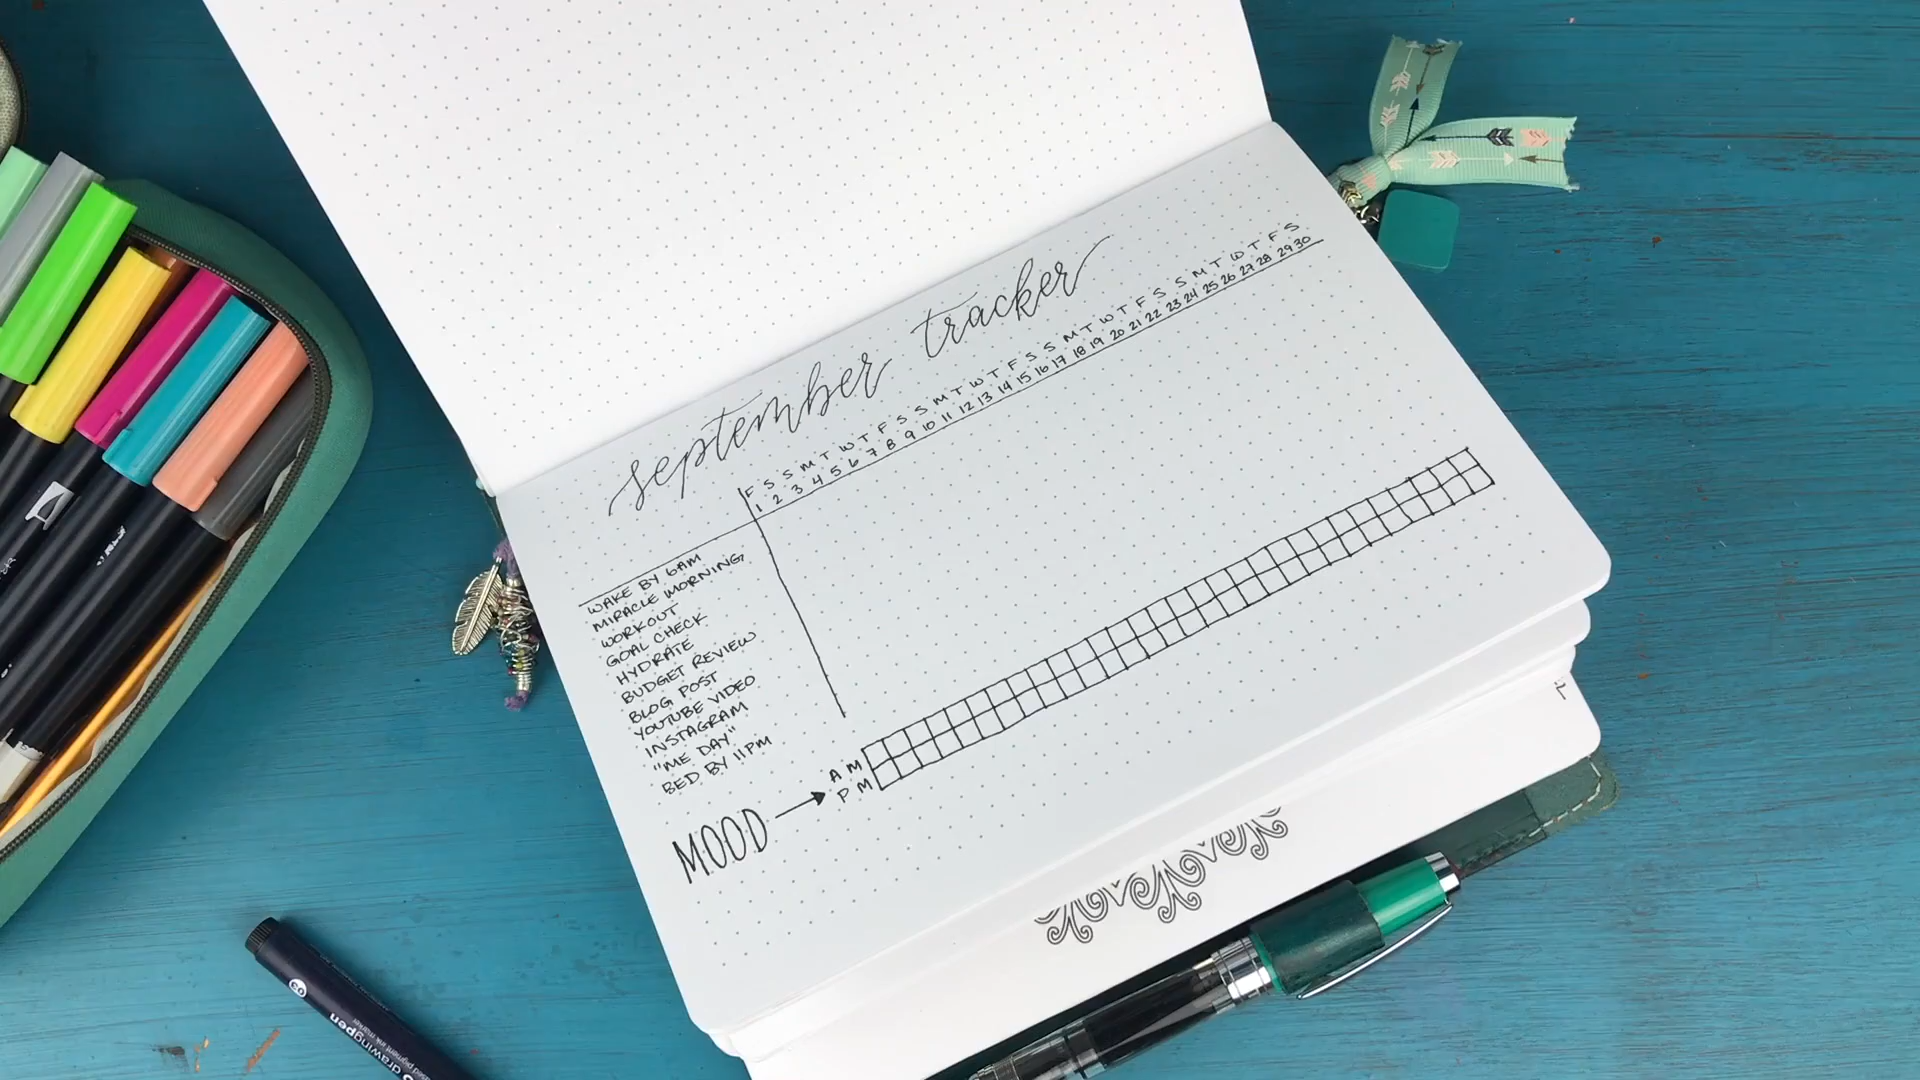 september tracker
F S S M T W T F S S M T W T F S S M T W T F S S M T W T F S
1 2 3 4 5 6 7 8 9 10 11 12 13 14 15 16 17 18 19 20 21 22 23 24 25 26 27 28 29 30
WAKE BY 6AM
MIRACLE MORNING
WORKOUT
GOAL CHECK
HYDRATE
BUDGET REVIEW
BLOG POST
YOUTUBE VIDEO
INSTAGRAM
"ME DAY"
BED BY 11PM
AM
PM
MOOD
03
drawingpen